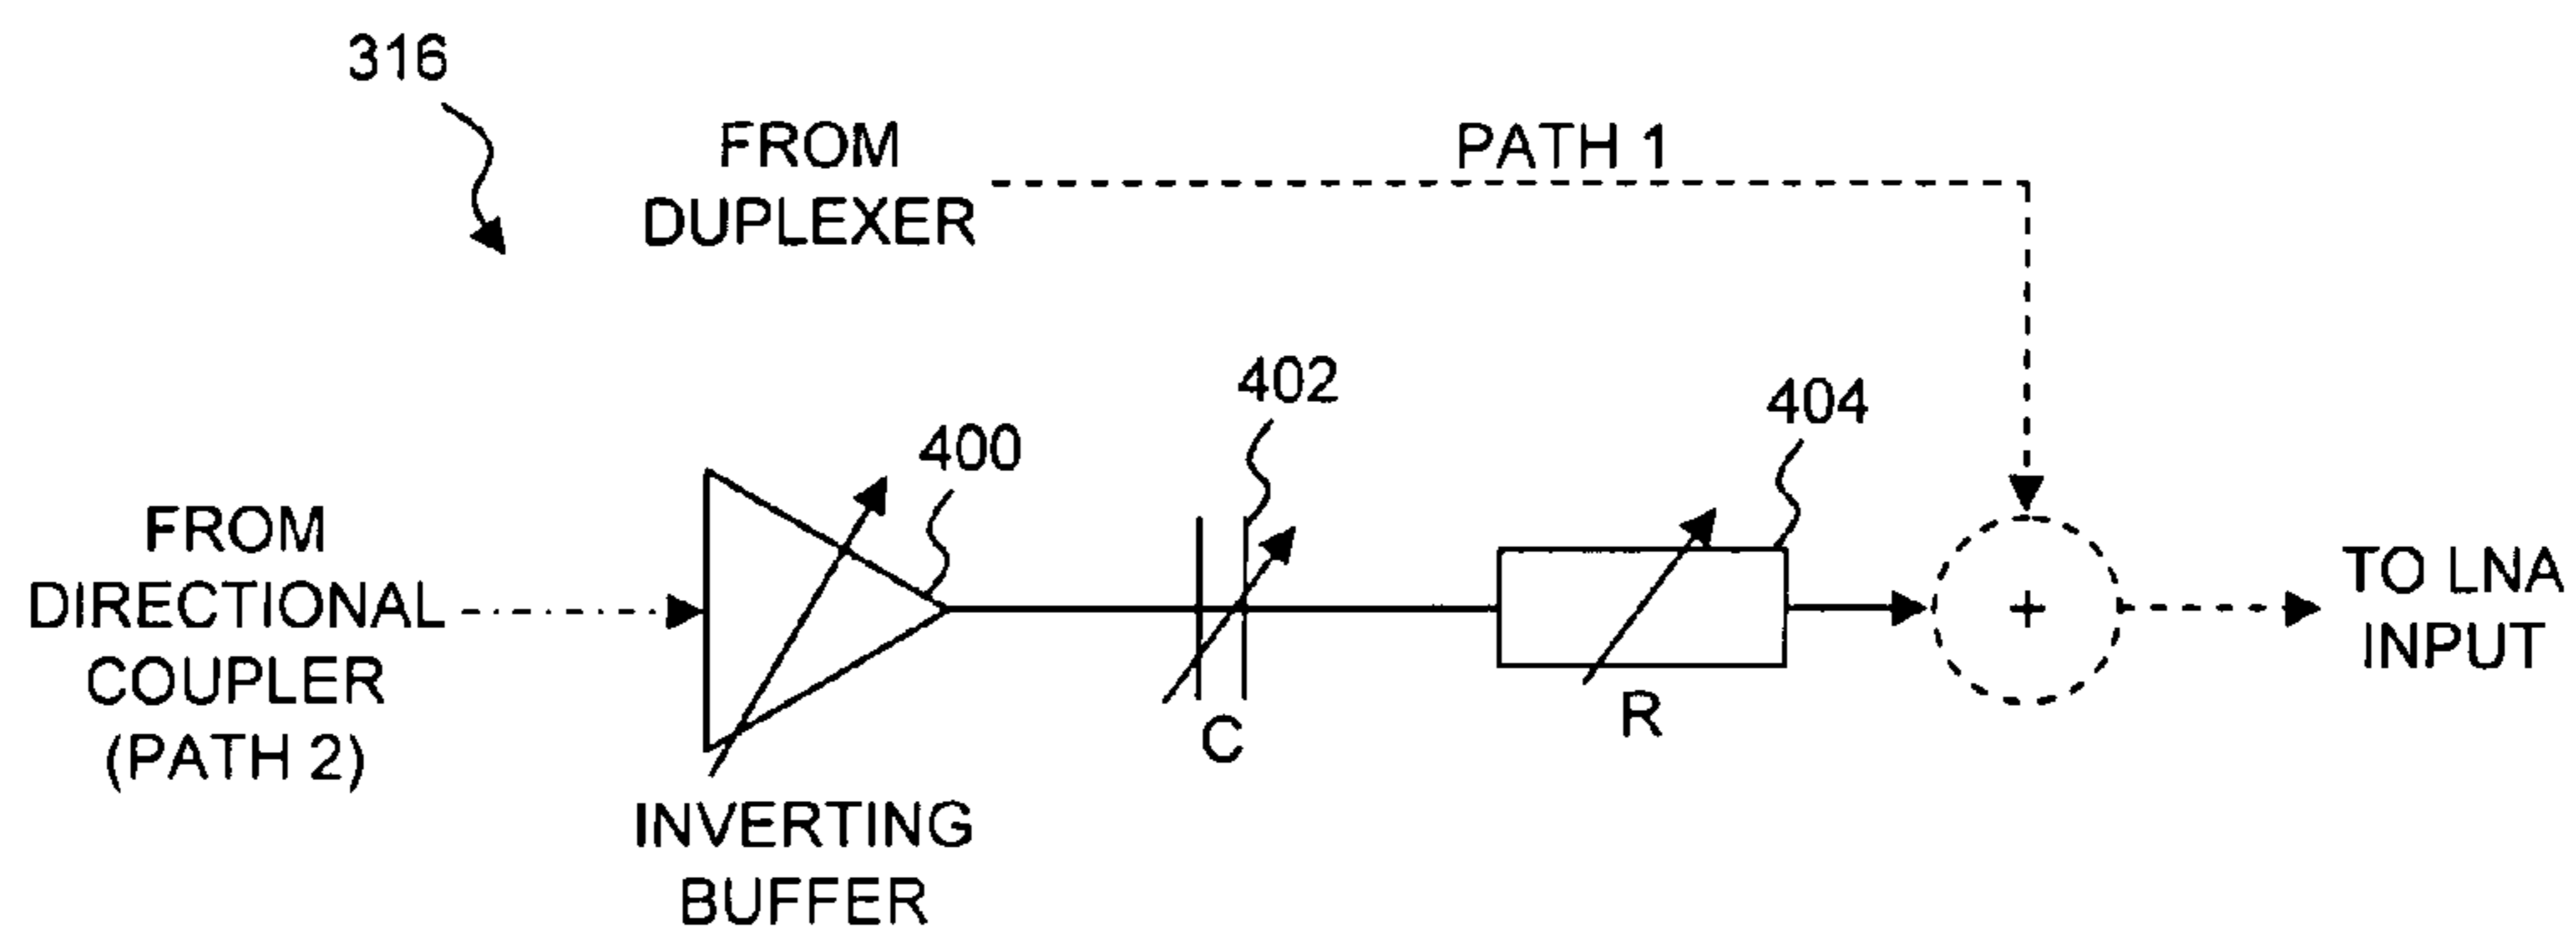 316
FROM
DUPLEXER
PATH 1
402
404
400
FROM
DIRECTIONAL
COUPLER
(PATH 2)
+
TO LNA
INPUT
C
R
INVERTING
BUFFER